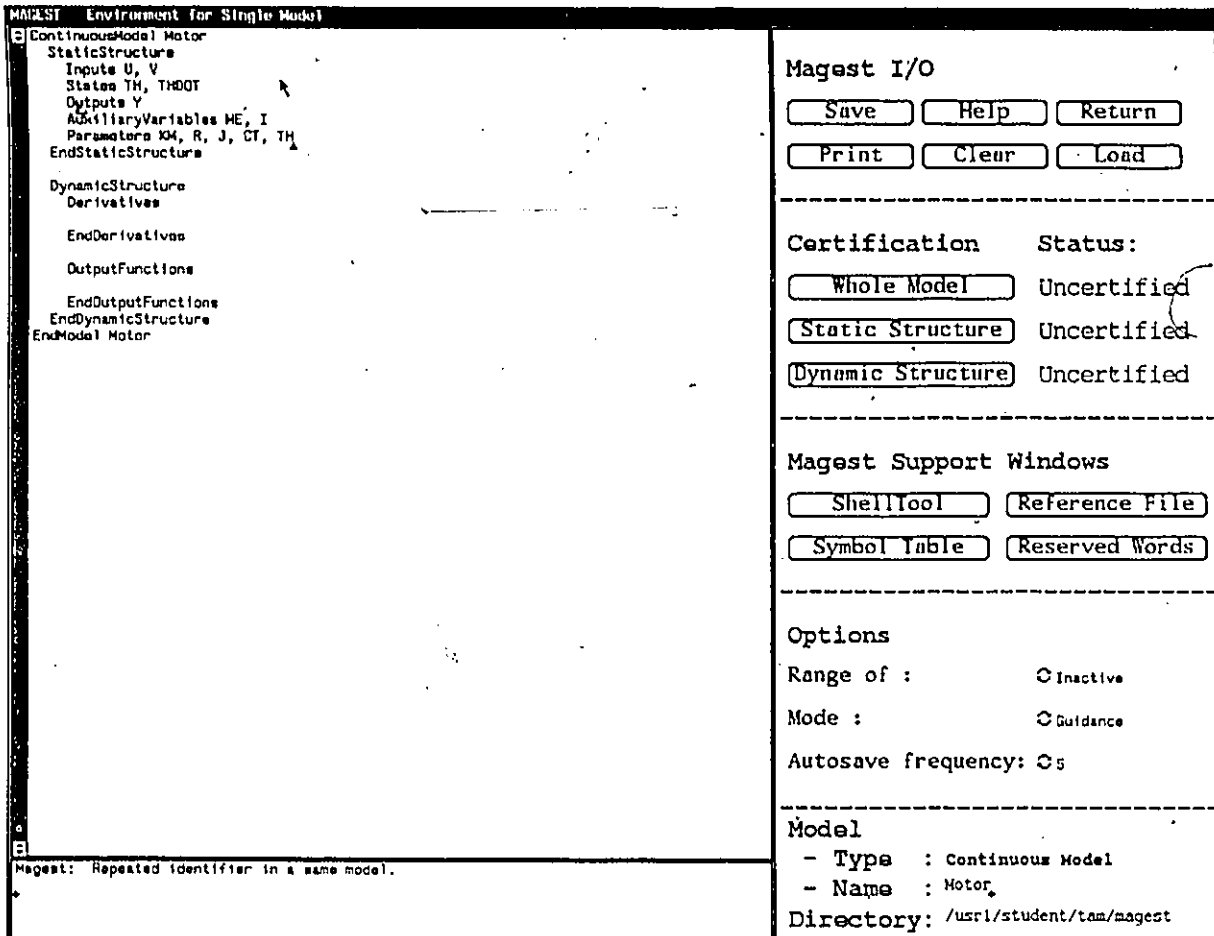 MAGEST Environment for Single Model
ContinuousModel Motor
StaticStructure
Inputs U, V
States TH, THDOT
Outputs Y
AuxiliaryVariables ME, I
Parameters KM, R, J, CT, TH
EndStaticStructure
DynamicStructure
Derivatives
EndDerivatives
OutputFunctions
EndOutputFunctions
EndDynamicStructure
EndModel Motor
Magest: Repeated identifier in a same model.
Magest I/O
Save Help Return
Print Clear Load
Certification Status:
Whole Model Uncertified
Static Structure Uncertified
Dynamic Structure Uncertified
Magest Support Windows
ShellTool Reference File
Symbol Table Reserved Words
Options
Range of : Inactive
Mode : Guidance
Autosave frequency: 5
Model
- Type : Continuous Model
- Name : Motor
Directory: /usr1/student/tam/magest